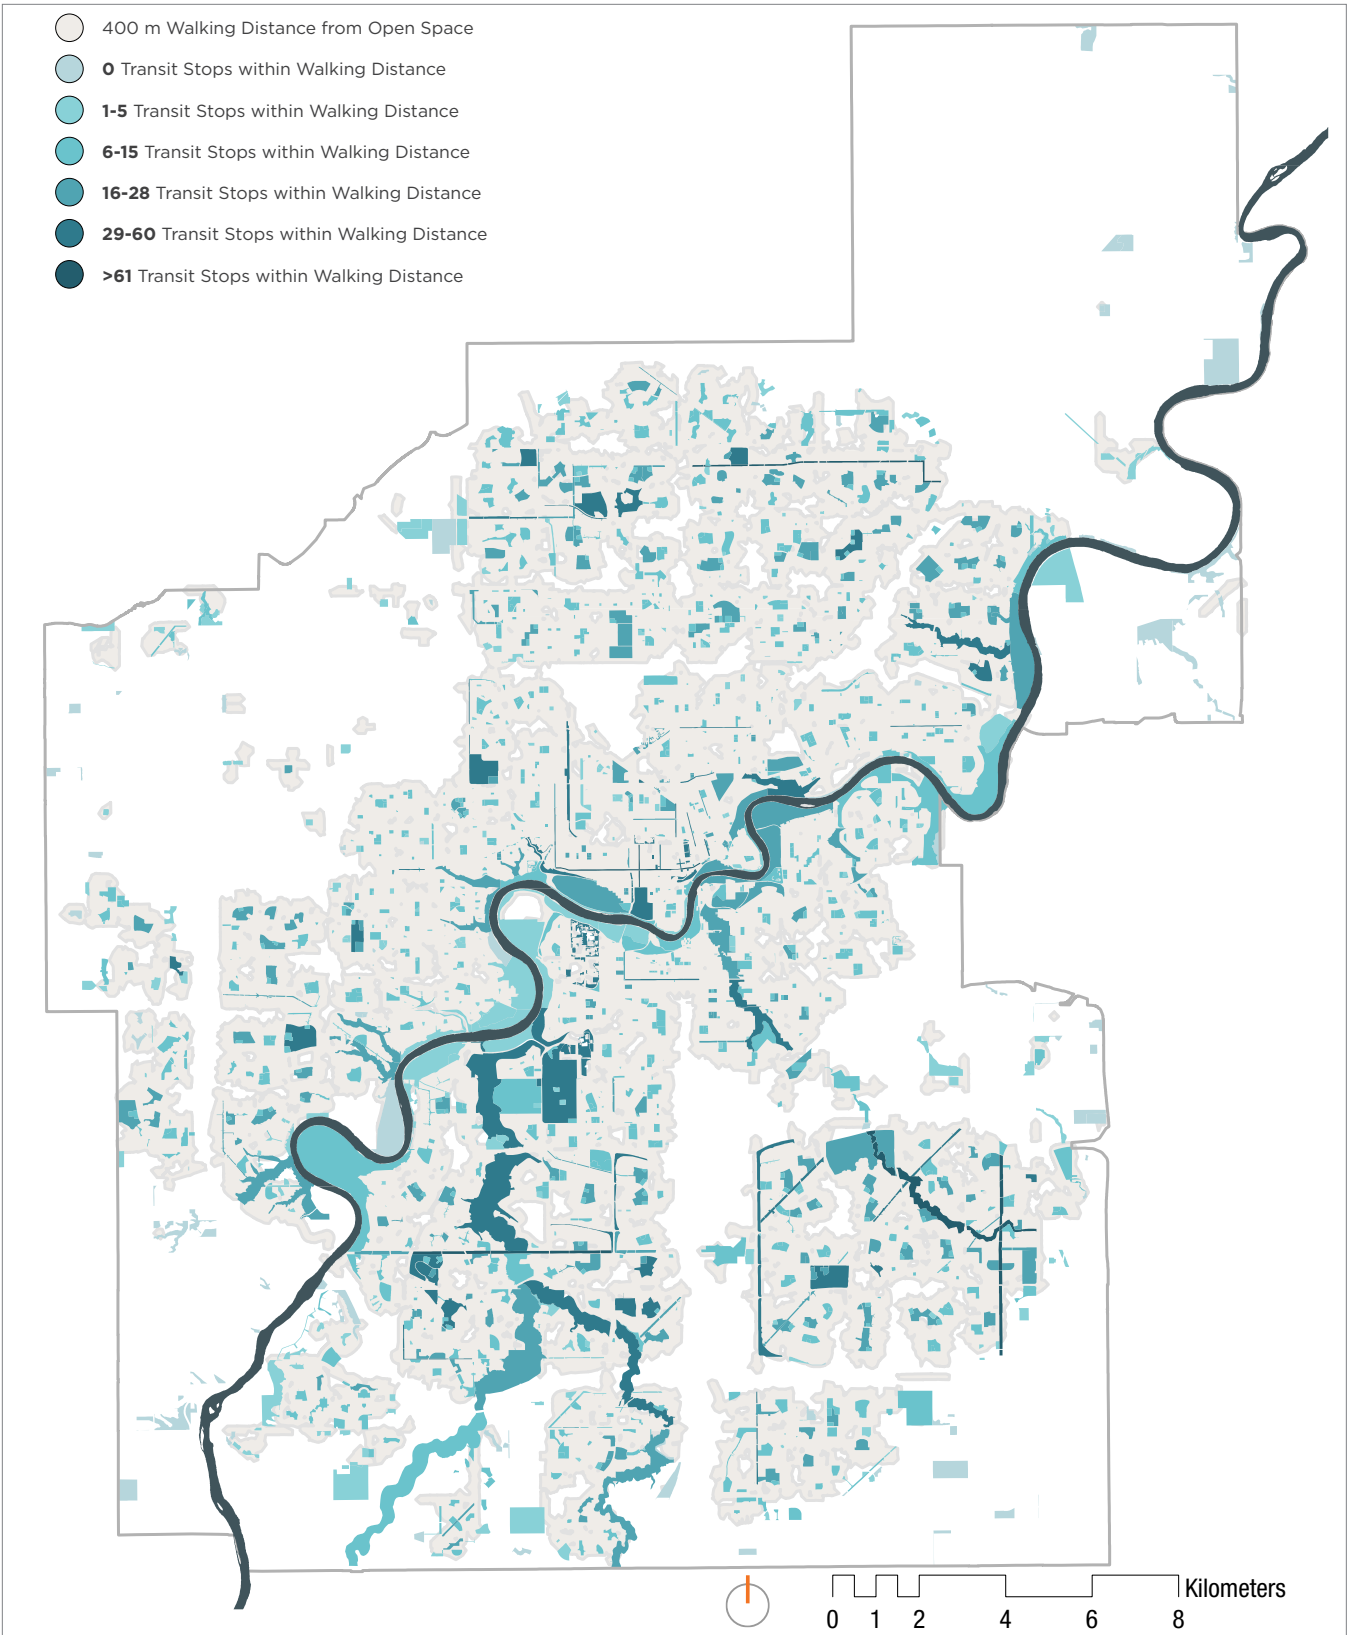 400 m Walking Distance from Open Space
0 Transit Stops within Walking Distance
1-5 Transit Stops within Walking Distance
6-15 Transit Stops within Walking Distance
16-28 Transit Stops within Walking Distance
29-60 Transit Stops within Walking Distance
>61 Transit Stops within Walking Distance
Kilometers
0 1 2 4 6 8